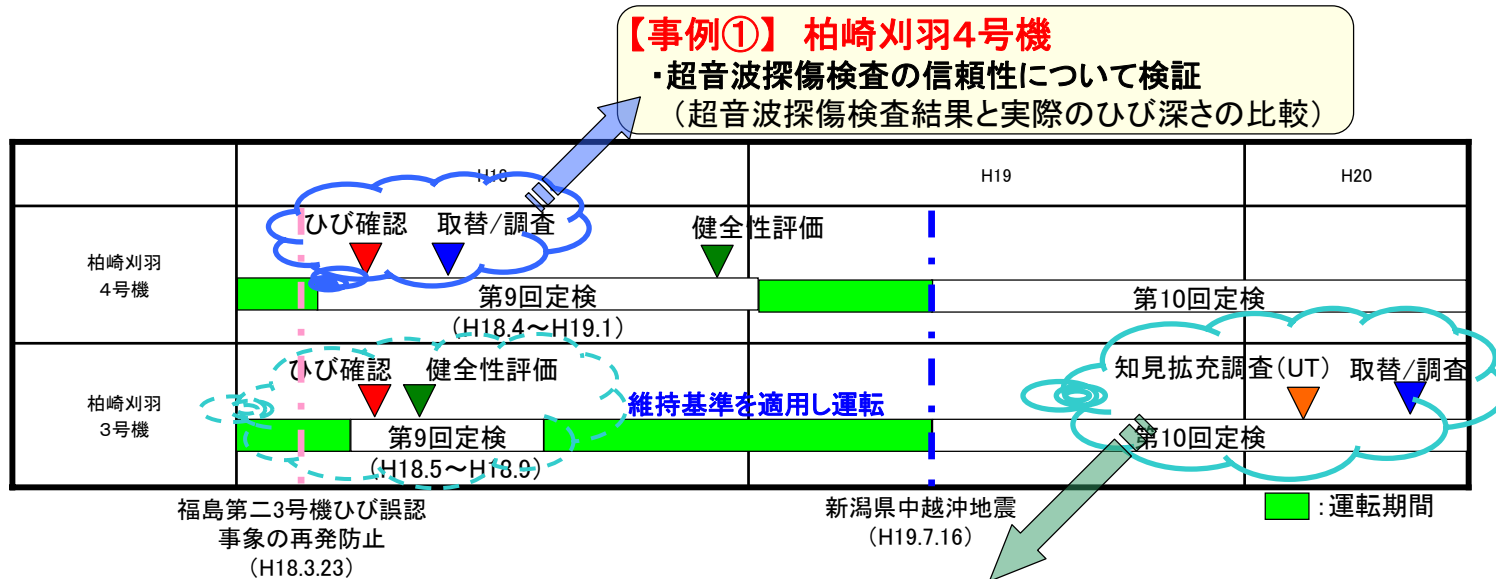 【事例①】 柏崎刈羽4号機
・超音波探傷検査の信頼性について検証
（超音波探傷検査結果と実際のひび深さの比較）
H18
H19
H20
柏崎刈羽
4号機
ひび確認
取替/調査
健全性評価
第9回定検
（H18.4～H19.1）
第10回定検
柏崎刈羽
3号機
ひび確認
健全性評価
維持基準を適用し運転
知見拡充調査（UT）
取替/調査
第9回定検
（H18.5～H18.9）
第10回定検
福島第二3号機ひび誤認
事象の再発防止
（H18.3.23）
新潟県中越沖地震
（H19.7.16）
：運転期間